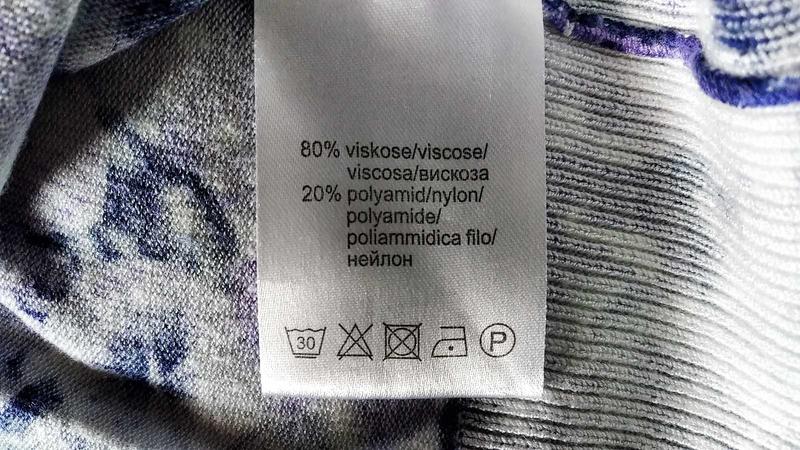 80% viskose/viscose/
viscosa/вискоза
20% polyamid/nylon/
polyamide/
poliammidica filo/
нейлон
30
P